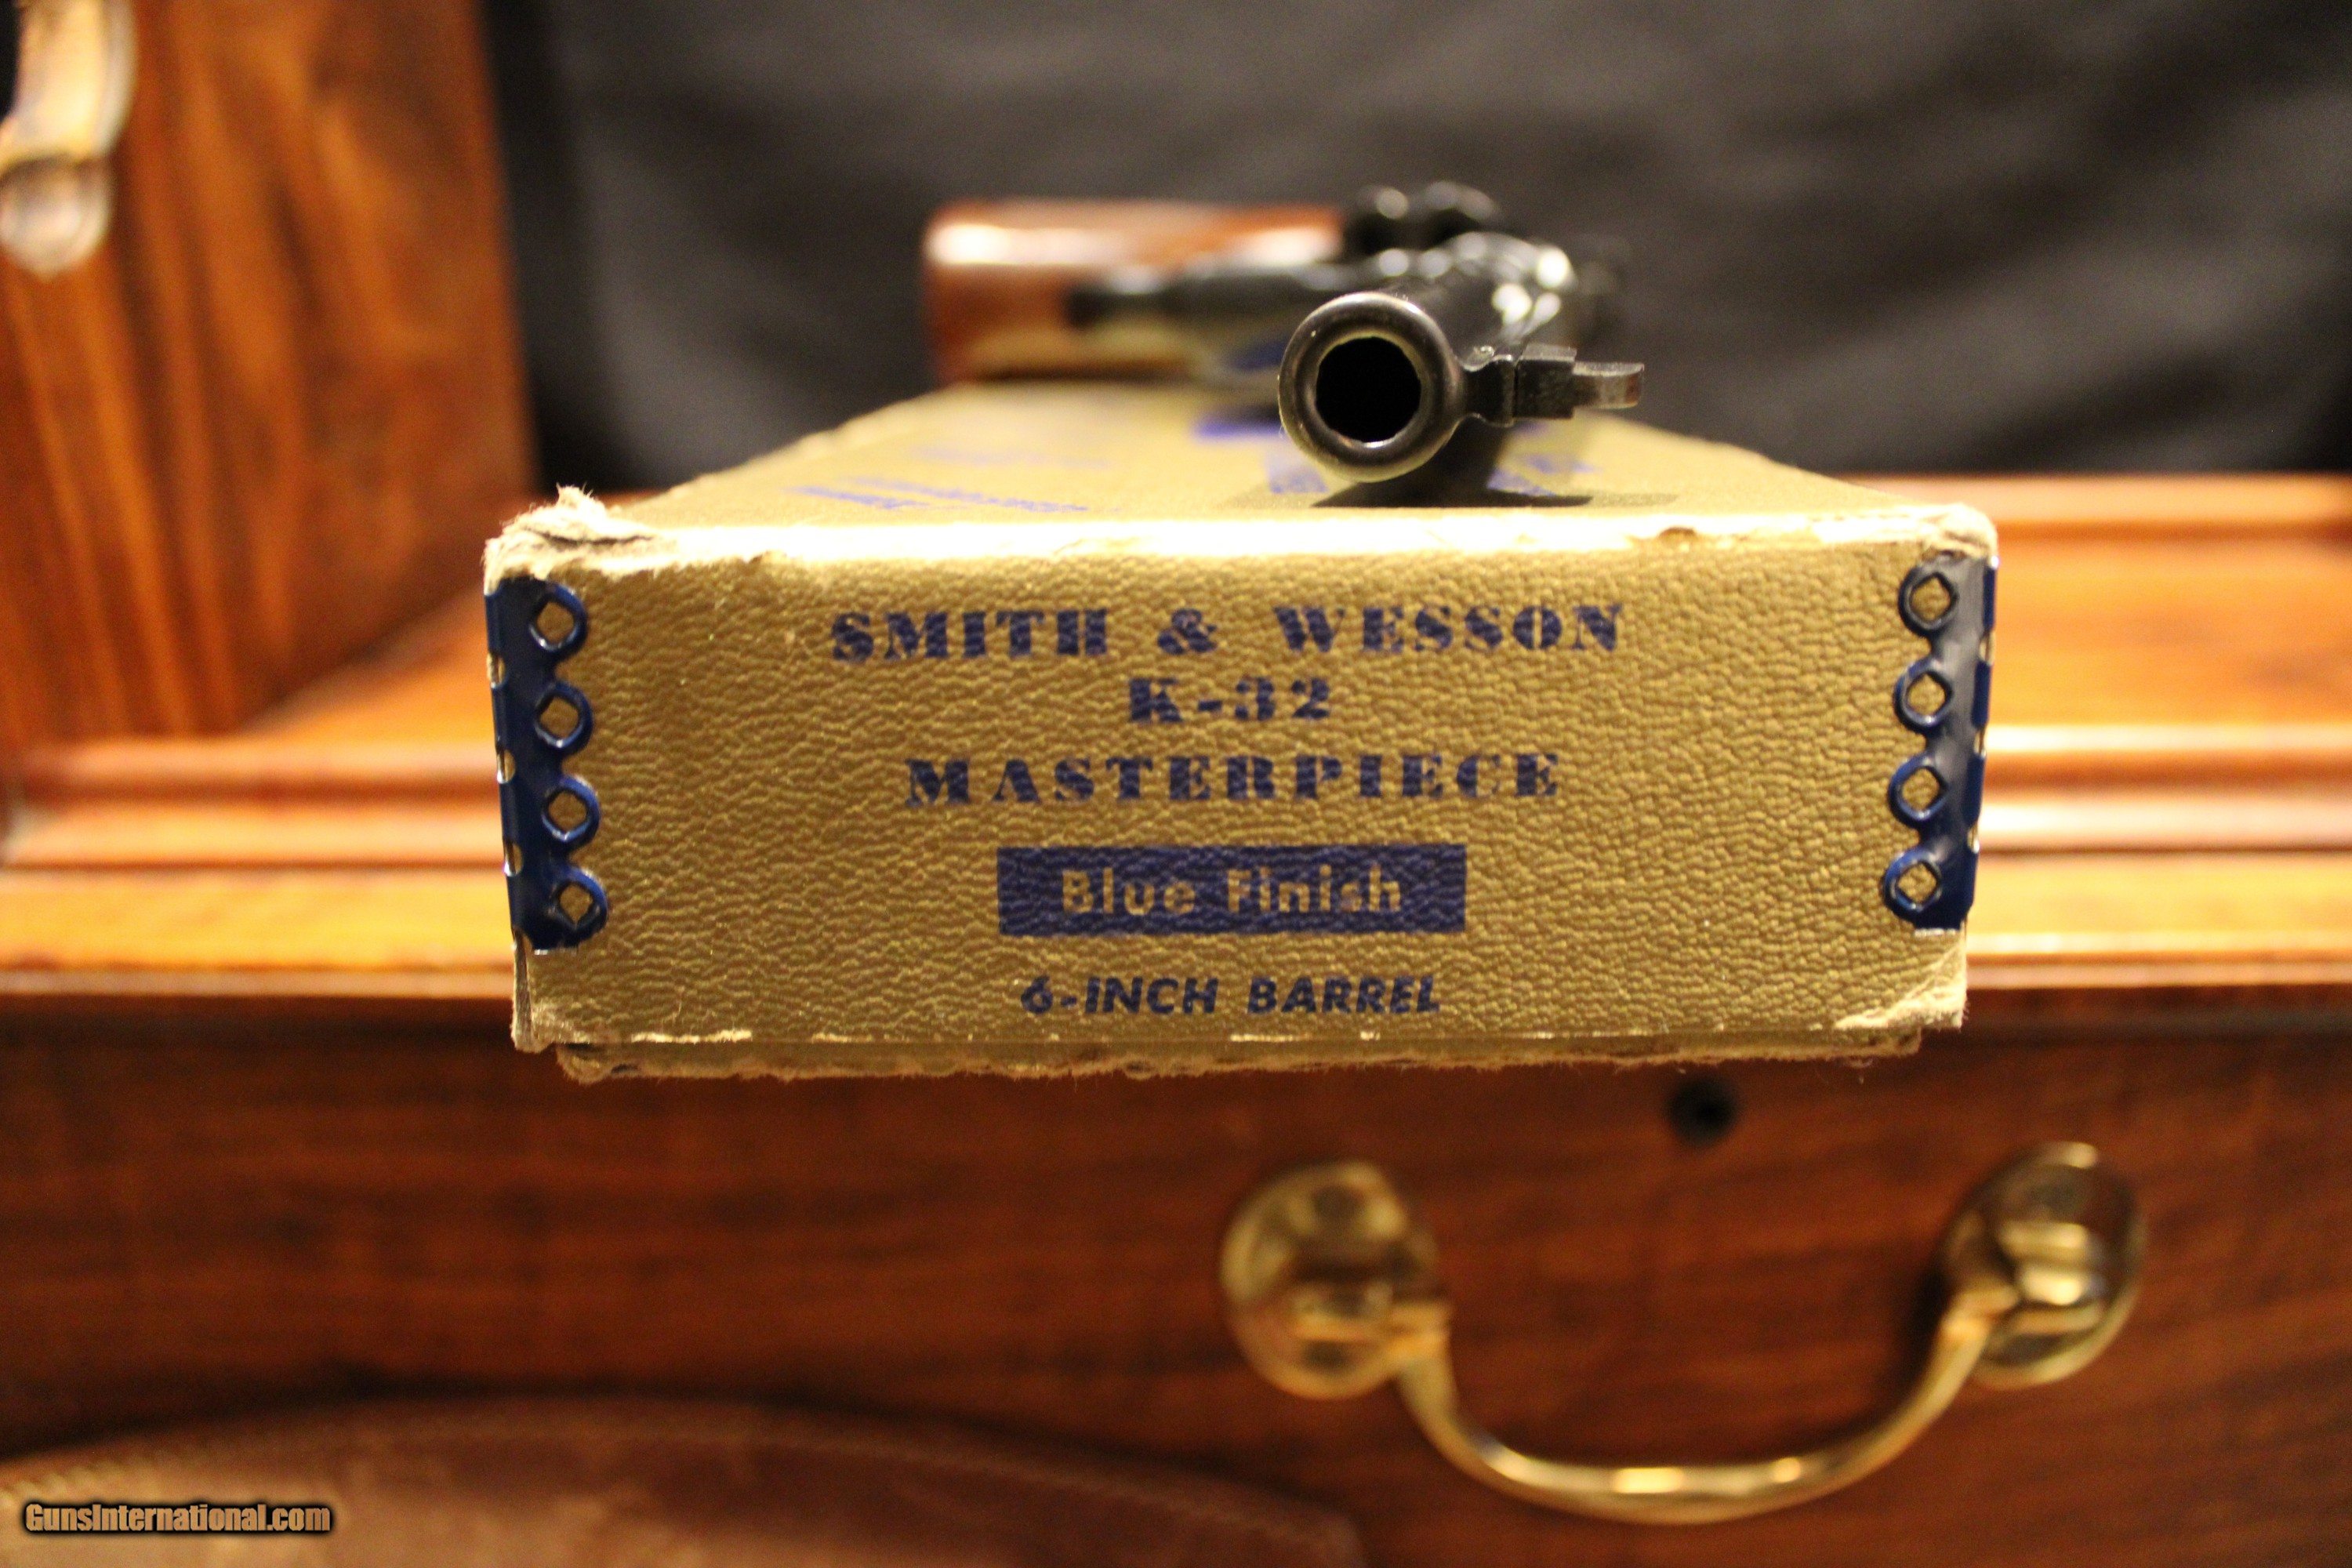 SMITH & WESSON
K-32
MASTERPIECE
Blue Finish
6-INCH BARREL
GunsInternational.com